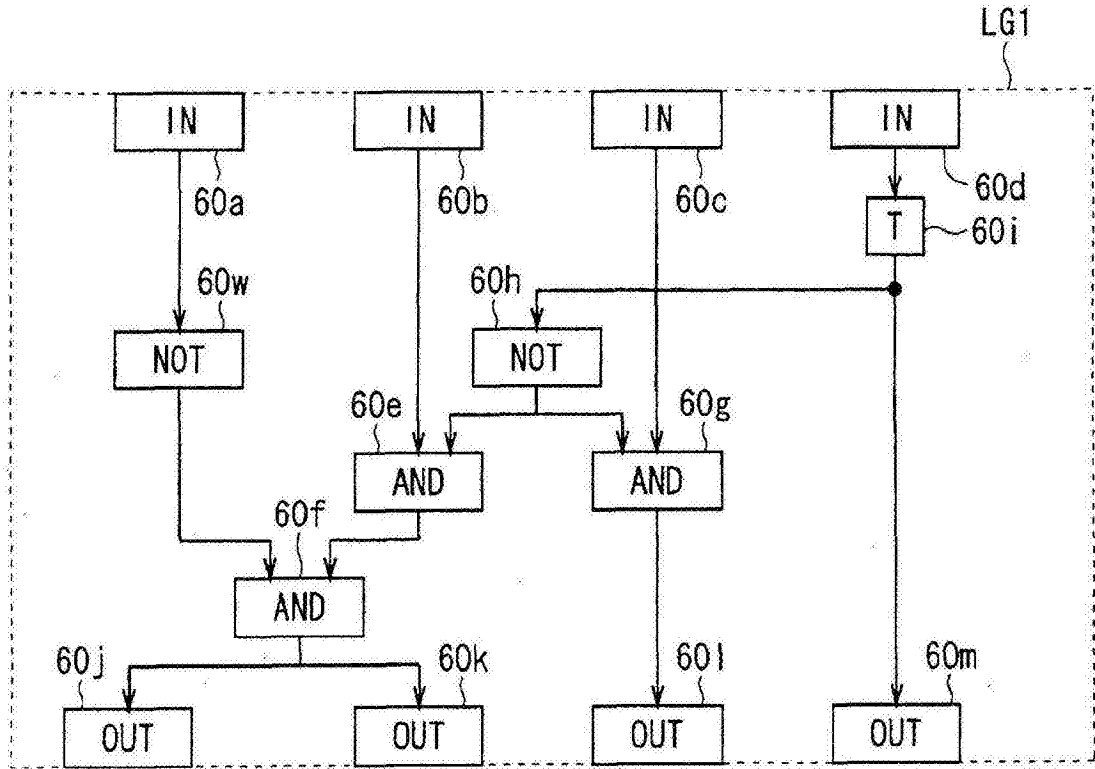 LG1
IN IN IN IN
60a 60b 60c 60d
T 60i
60w 60h
NOT NOT
60e 60g
AND AND
60f
AND
60j 60k 60l 60m
OUT OUT OUT OUT